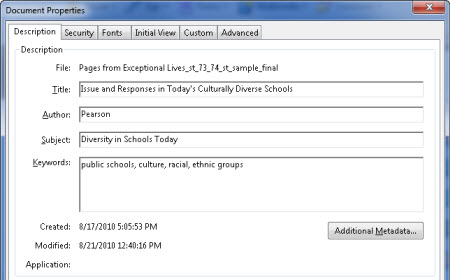 Document Properties
Description Security Fonts Initial View Custom Advanced
Description
File: Pages from Exceptional Lives_st_73_74_st_sample_final
Title: Issue and Responses in Today's Culturally Diverse Schools
Author: Pearson
Subject: Diversity in Schools Today
Keywords: public schools, culture, racial, ethnic groups
Created: 8/17/2010 5:05:53 PM
Additional Metadata...
Modified: 8/21/2010 12:40:16 PM
Application: